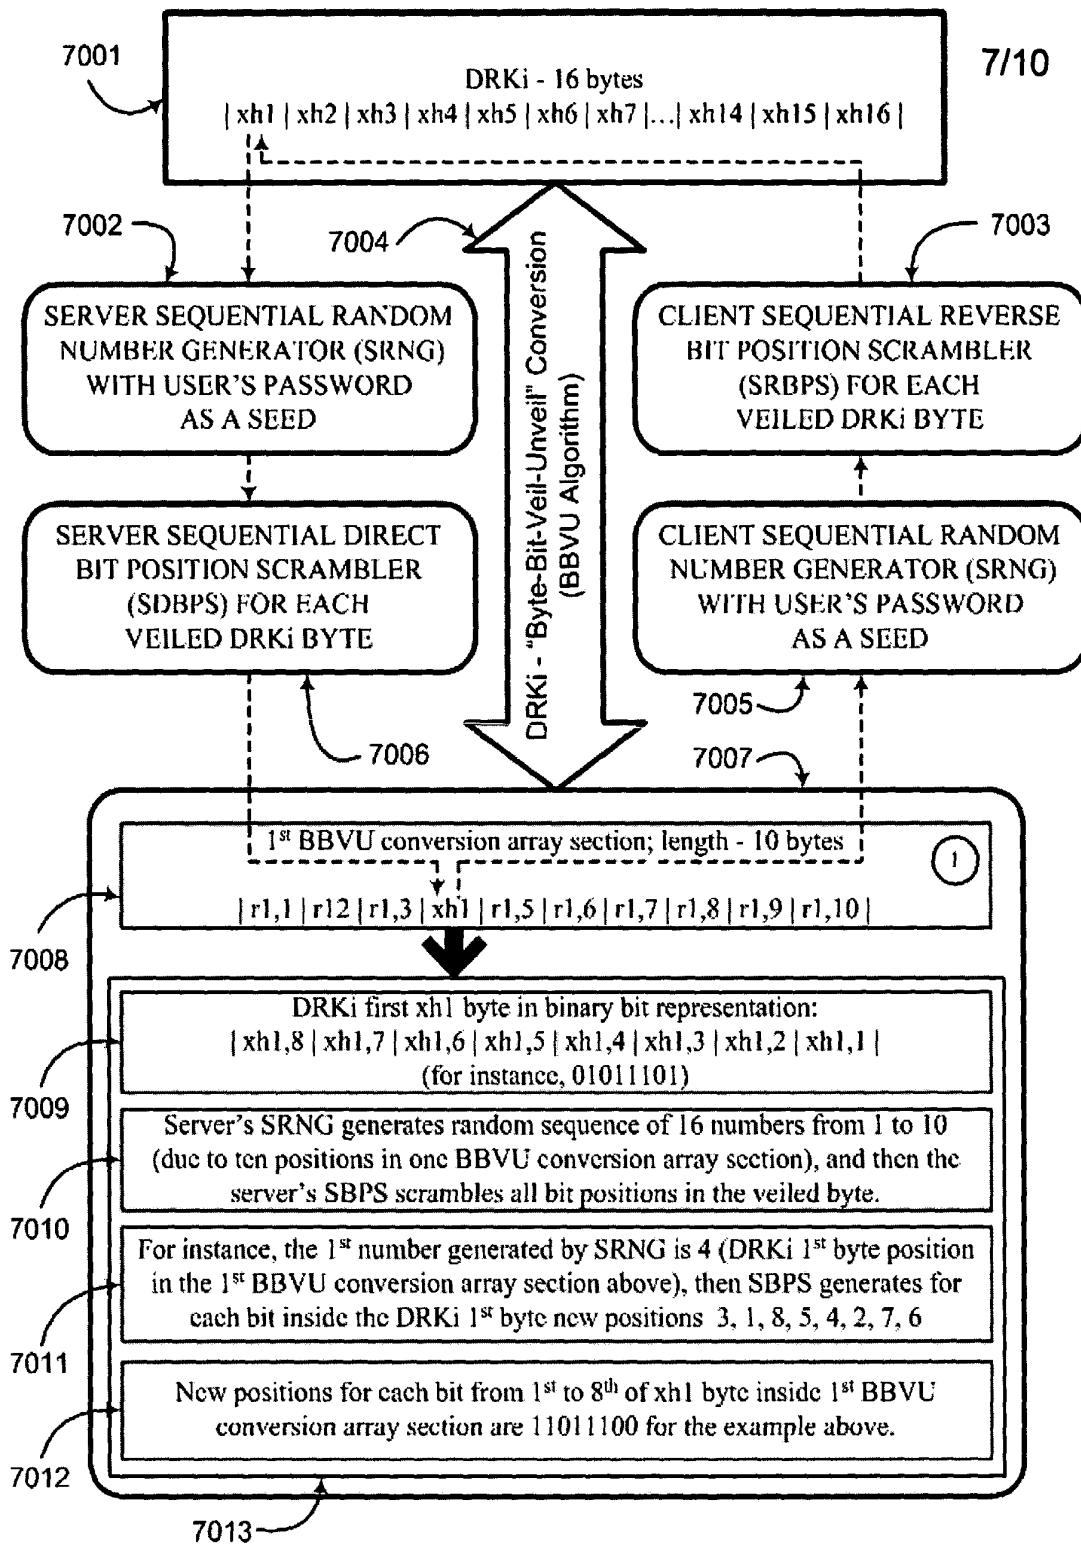 7/10
7001
DRKi - 16 bytes
| xh1 | xh2 | xh3 | xh4 | xh5 | xh6 | xh7 |...| xh14 | xh15 | xh16 |
7002
7004
7003
SERVER SEQUENTIAL RANDOM
NUMBER GENERATOR (SRNG)
WITH USER'S PASSWORD
AS A SEED
CLIENT SEQUENTIAL REVERSE
BIT POSITION SCRAMBLER
(SRBPS) FOR EACH
VEILED DRKi BYTE
DRKi - "Byte-Bit-Veil-Unveil" Conversion
(BBVU Algorithm)
SERVER SEQUENTIAL DIRECT
BIT POSITION SCRAMBLER
(SDBPS) FOR EACH
VEILED DRKi BYTE
CLIENT SEQUENTIAL RANDOM
NUMBER GENERATOR (SRNG)
WITH USER'S PASSWORD
AS A SEED
7006
7005
7007
1st BBVU conversion array section; length - 10 bytes
1
| r1,1 | r12 | r1,3 | xh1 | r1,5 | r1,6 | r1,7 | r1,8 | r1,9 | r1,10 |
7008
DRKi first xh1 byte in binary bit representation:
| xh1,8 | xh1,7 | xh1,6 | xh1,5 | xh1,4 | xh1,3 | xh1,2 | xh1,1 |
(for instance, 01011101)
7009
Server's SRNG generates random sequence of 16 numbers from 1 to 10
(due to ten positions in one BBVU conversion array section), and then the
server's SBPS scrambles all bit positions in the veiled byte.
7010
For instance, the 1st number generated by SRNG is 4 (DRKi 1st byte position
in the 1st BBVU conversion array section above), then SBPS generates for
each bit inside the DRKi 1st byte new positions 3, 1, 8, 5, 4, 2, 7, 6
7011
New positions for each bit from 1st to 8th of xh1 byte inside 1st BBVU
conversion array section are 11011100 for the example above.
7012
7013